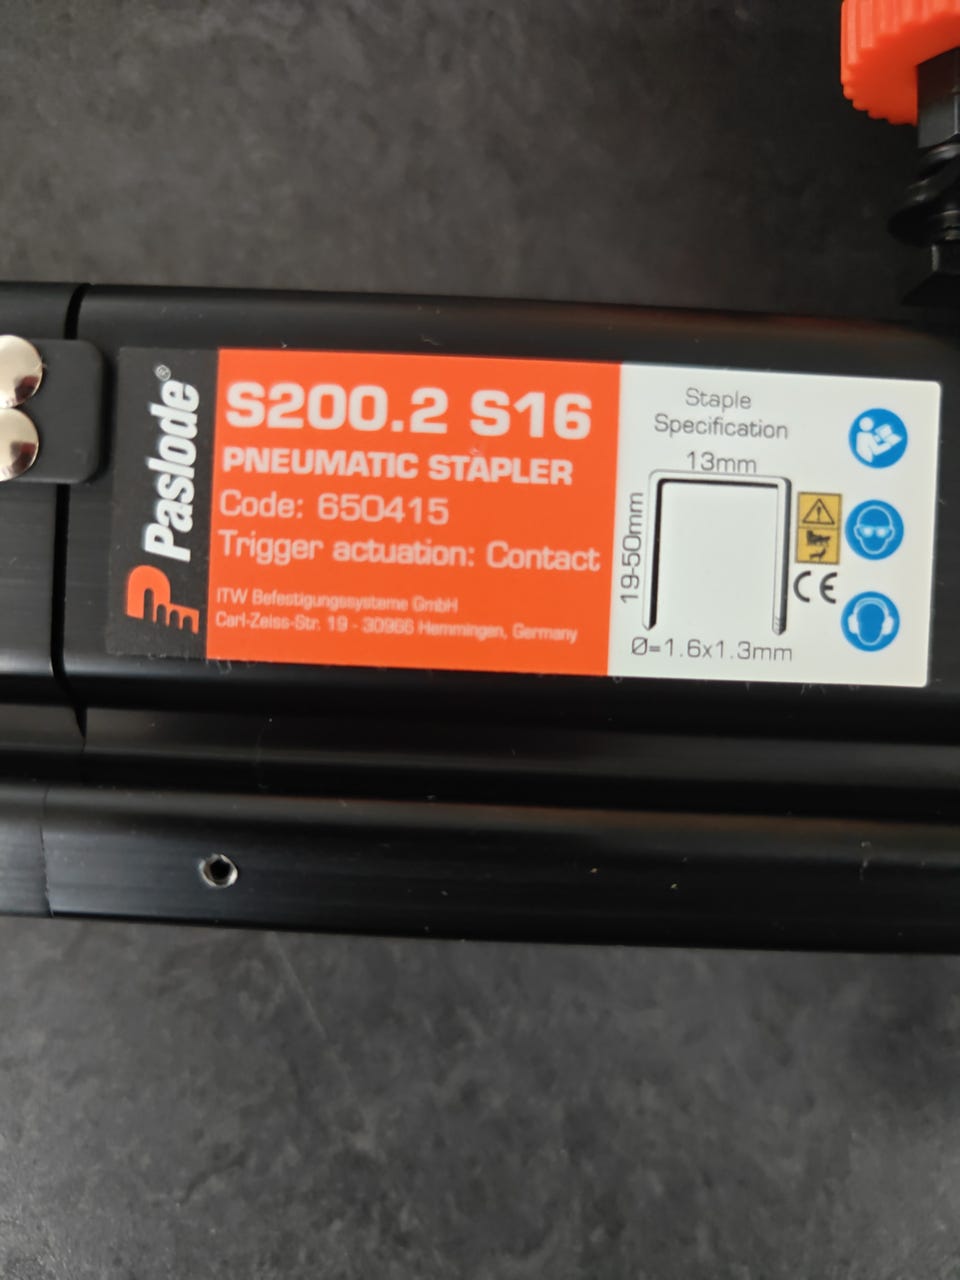 Paslode®
S200.2 S16
PNEUMATIC STAPLER
Code: 650415
Trigger actuation: Contact
ITW Befestigungssysteme GmbH
Carl-Zeiss-Str. 19 - 30966 Hemmingen, Germany
Staple
Specification
13mm
19-50mm
Ø=1.6x1.3mm
CE